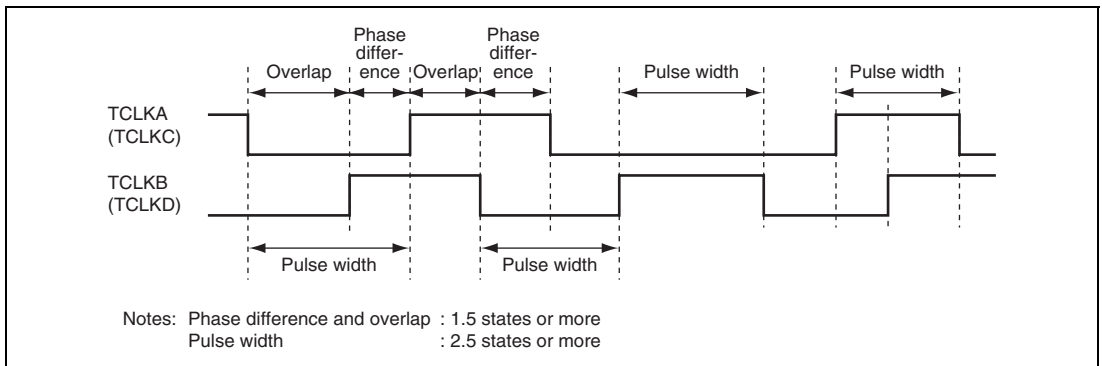 Phase
differ-
ence
Phase
differ-
ence
Overlap
Overlap
Pulse width
Pulse width
TCLKA
(TCLKC)
TCLKB
(TCLKD)
Pulse width
Pulse width
Notes: Phase difference and overlap : 1.5 states or more
Pulse width : 2.5 states or more